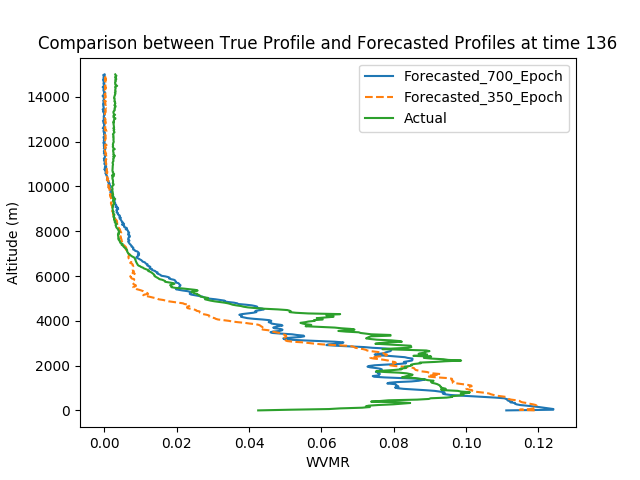 Comparison between True Profile and Forecasted Profiles at time 136
Forecasted_700_Epoch
Forecasted_350_Epoch
Actual
Altitude (m)
14000
12000
10000
8000
6000
4000
2000
0
0.00 0.02 0.04 0.06 0.08 0.10 0.12
WVMR